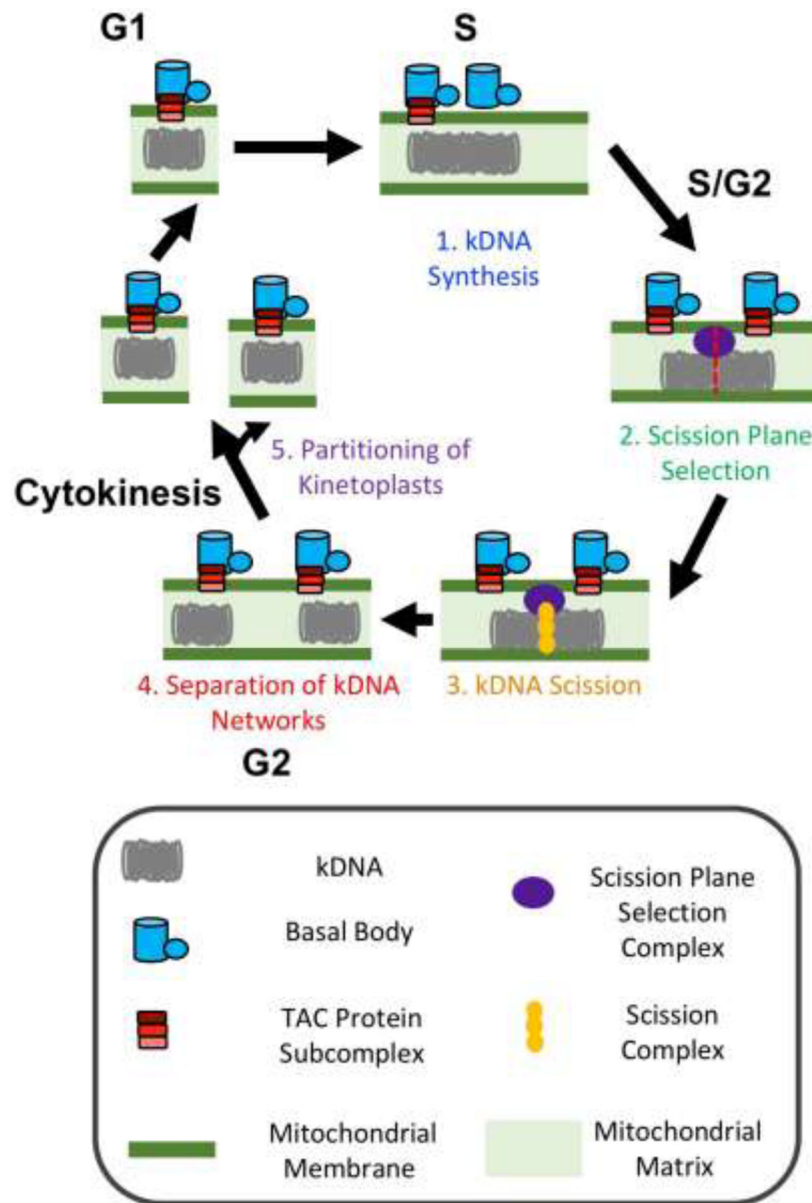 G1
S
1. kDNA
Synthesis
S/G2
2. Scission Plane
Selection
5. Partitioning of
Kinetoplasts
Cytokinesis
4. Separation of kDNA
Networks
3. kDNA Scission
G2
kDNA
Scission Plane
Selection
Complex
Basal Body
TAC Protein
Subcomplex
Scission
Complex
Mitochondrial
Membrane
Mitochondrial
Matrix